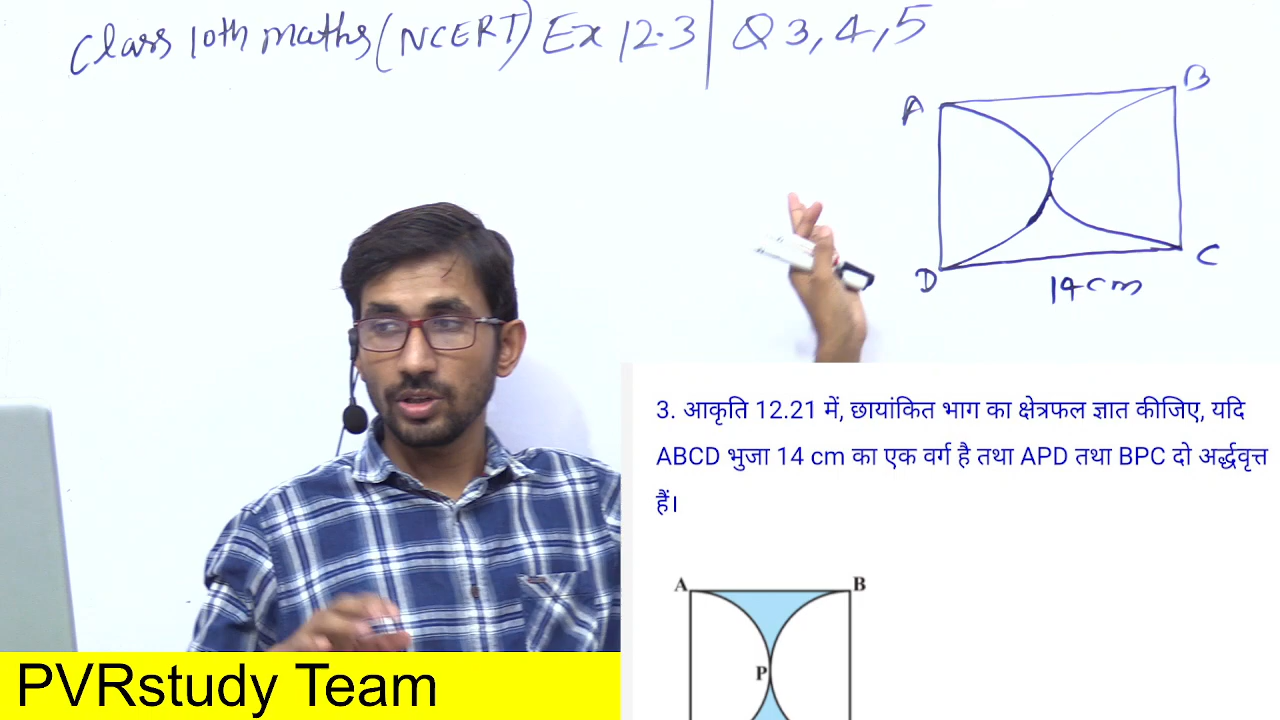 Class 10th maths (NCERT) Ex 12.3 | Q 3, 4, 5
A
B
D
C
14 cm
3. आकृति 12.21 में, छायांकित भाग का क्षेत्रफल ज्ञात कीजिए, यदि
ABCD भुजा 14 cm का एक वर्ग है तथा APD तथा BPC दो अर्द्धवृत्त
हैं।
A
B
P
PVRstudy Team